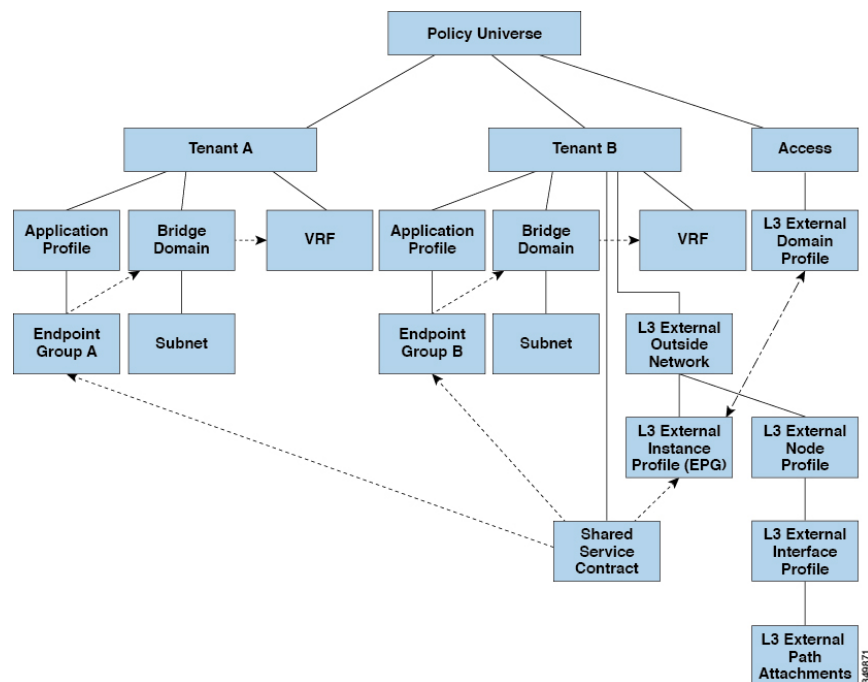 Policy Universe
Tenant A
Tenant B
Access
Application
Profile
Bridge
Domain
VRF
Application
Profile
Bridge
Domain
VRF
L3 External
Domain
Profile
Endpoint
Group A
Subnet
Endpoint
Group B
Subnet
L3 External
Outside
Network
L3 External
Instance
Profile (EPG)
L3 External
Node
Profile
Shared
Service
Contract
L3 External
Interface
Profile
L3 External
Path
Attachments
349871